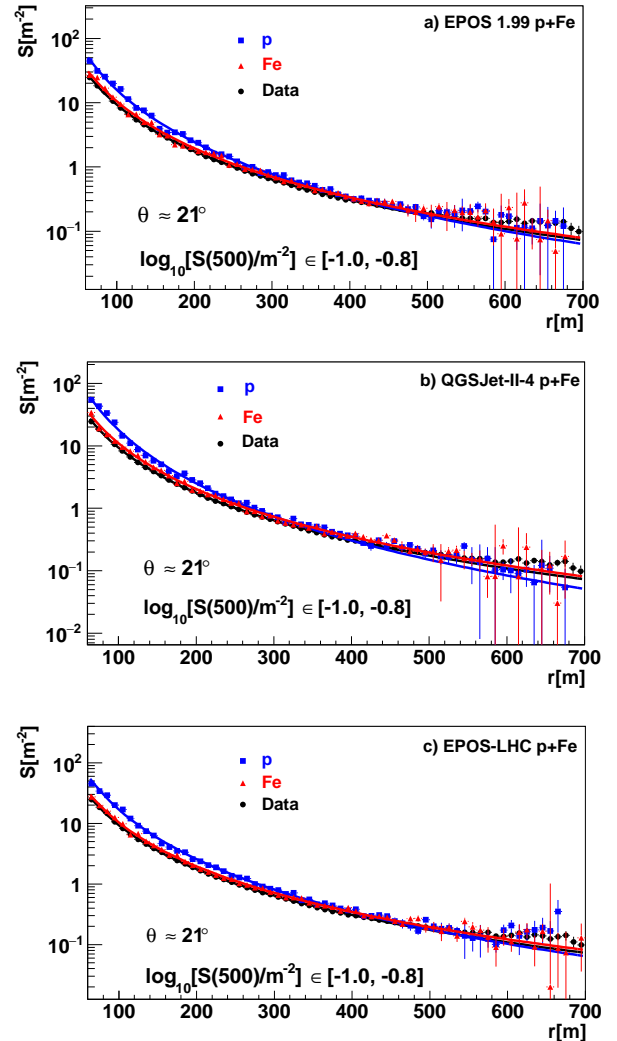 a) EPOS 1.99 p+Fe
S[m⁻²]
p
Fe
Data
10²
10
1
10⁻¹
θ ≈ 21°
log₁₀[S(500)/m⁻²] ∈ [-1.0, -0.8]
100 200 300 400 500 600 700
r[m]
b) QGSJet-II-4 p+Fe
S[m⁻²]
p
Fe
Data
10²
10
1
10⁻¹
10⁻²
θ ≈ 21°
log₁₀[S(500)/m⁻²] ∈ [-1.0, -0.8]
100 200 300 400 500 600 700
r[m]
c) EPOS-LHC p+Fe
S[m⁻²]
p
Fe
Data
10²
10
1
10⁻¹
θ ≈ 21°
log₁₀[S(500)/m⁻²] ∈ [-1.0, -0.8]
100 200 300 400 500 600 700
r[m]